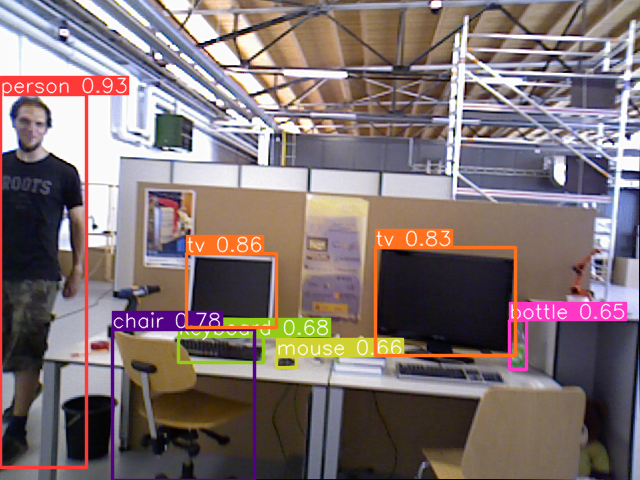 person 0.93
ROOTS
tv 0.86
tv 0.83
chair 0.78
keyboard 0.68
mouse 0.66
bottle 0.65